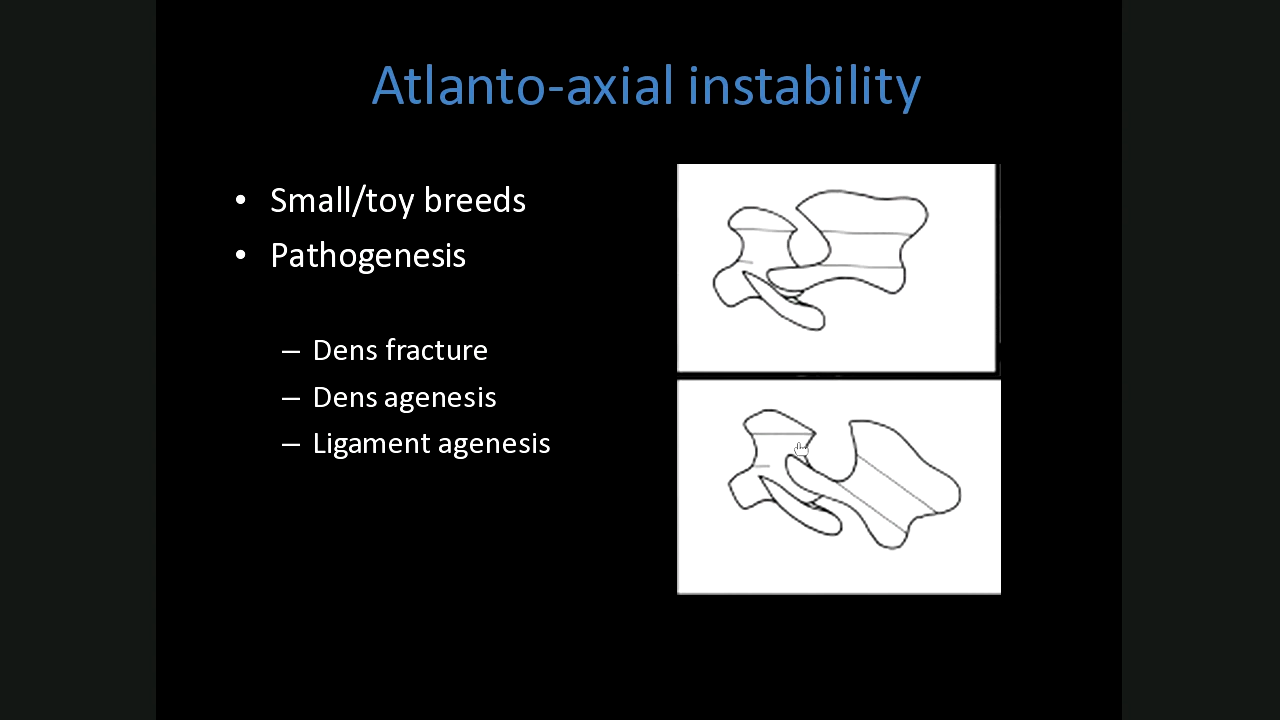 Atlanto-axial instability
• Small/toy breeds
• Pathogenesis
– Dens fracture
– Dens agenesis
– Ligament agenesis